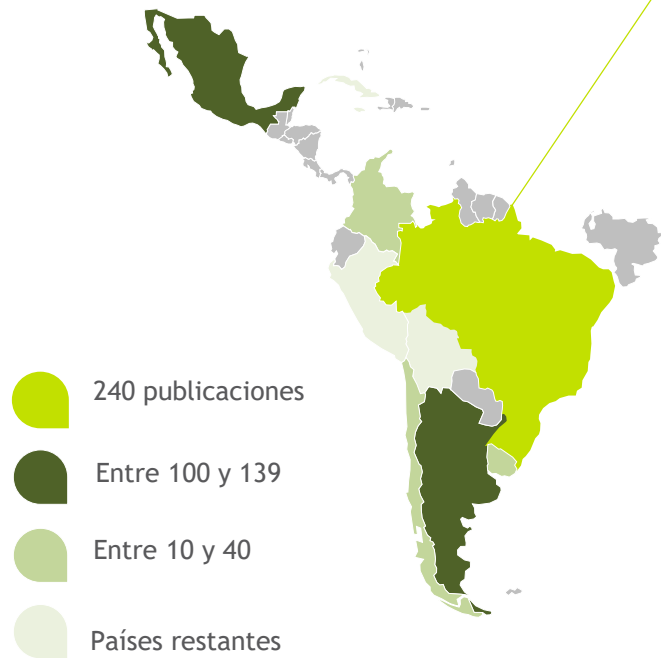 240 publicaciones
Entre 100 y 139
Entre 10 y 40
Países restantes